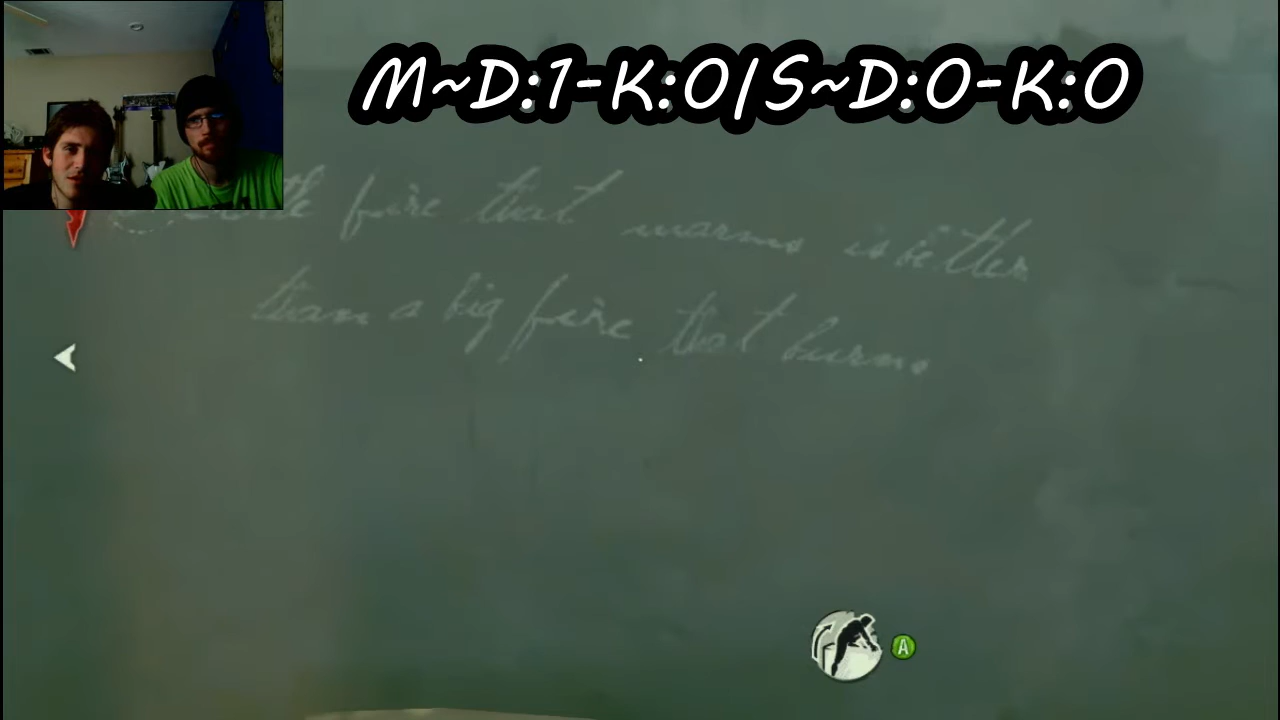 M~D:1-K:0/S~D:0-K:0
fire that warms is better
than a big fire that burns
A